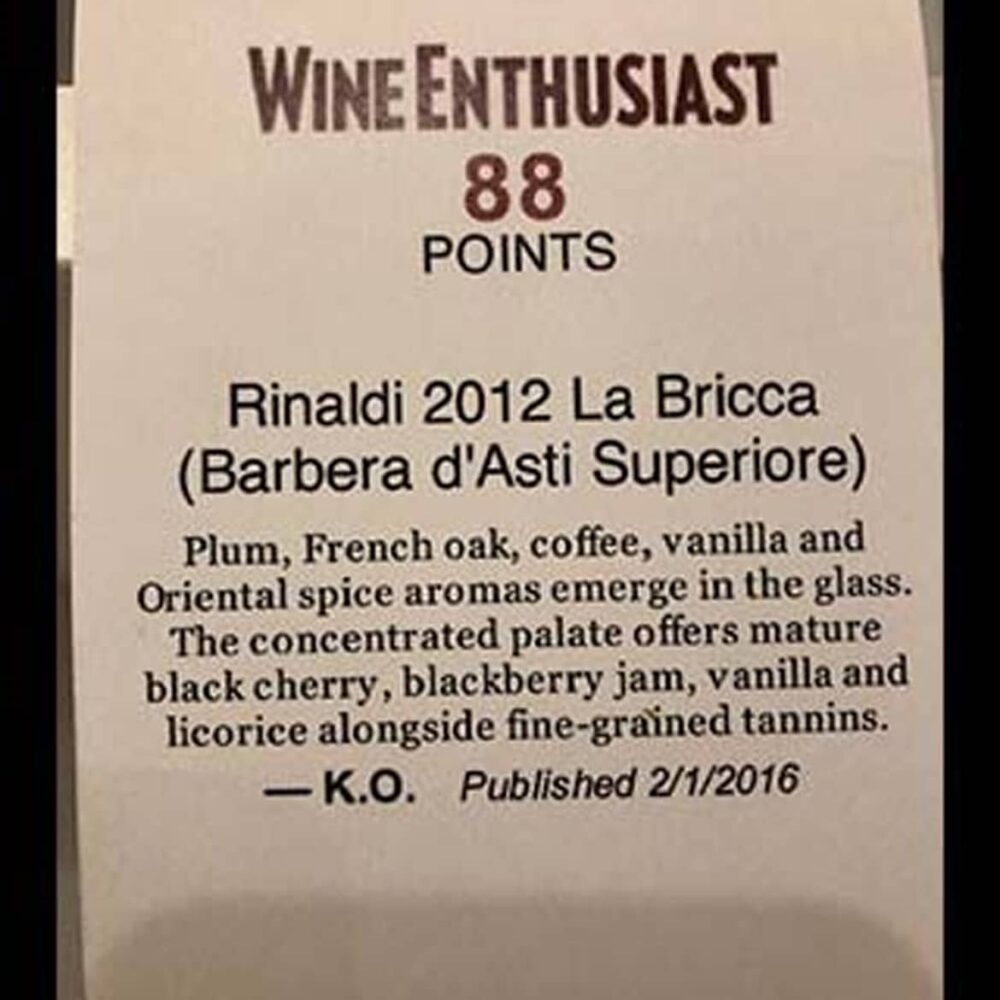 WINE ENTHUSIAST
88
POINTS
Rinaldi 2012 La Bricca
(Barbera d'Asti Superiore)
Plum, French oak, coffee, vanilla and
Oriental spice aromas emerge in the glass.
The concentrated palate offers mature
black cherry, blackberry jam, vanilla and
licorice alongside fine-grained tannins.
— K.O. Published 2/1/2016